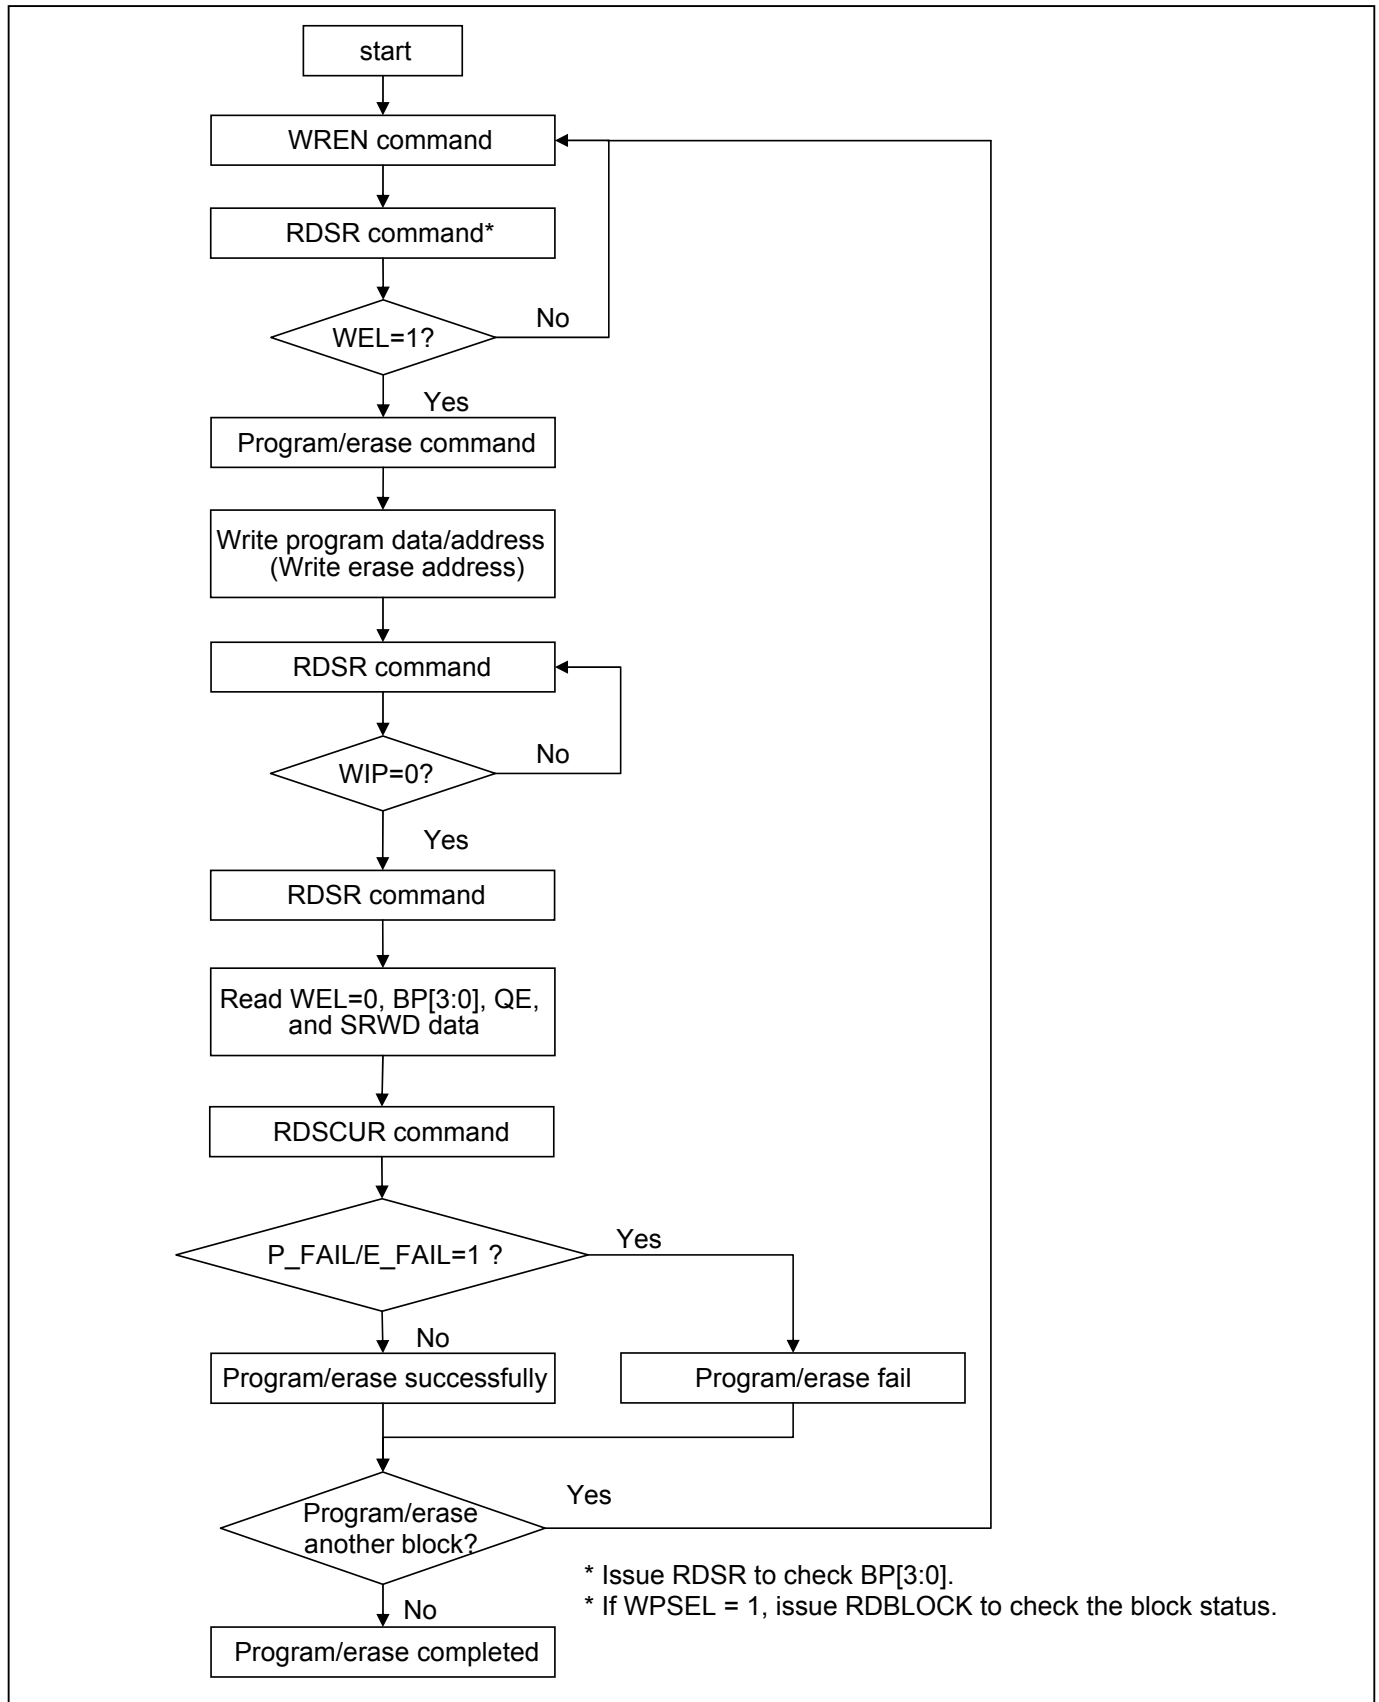 start
WREN command
RDSR command*
WEL=1?
No
Yes
Program/erase command
Write program data/address
(Write erase address)
RDSR command
WIP=0?
No
Yes
RDSR command
Read WEL=0, BP[3:0], QE,
and SRWD data
RDSCUR command
P_FAIL/E_FAIL=1 ?
Yes
No
Program/erase successfully
Program/erase fail
Program/erase
another block?
Yes
* Issue RDSR to check BP[3:0].
* If WPSEL = 1, issue RDBLOCK to check the block status.
No
Program/erase completed